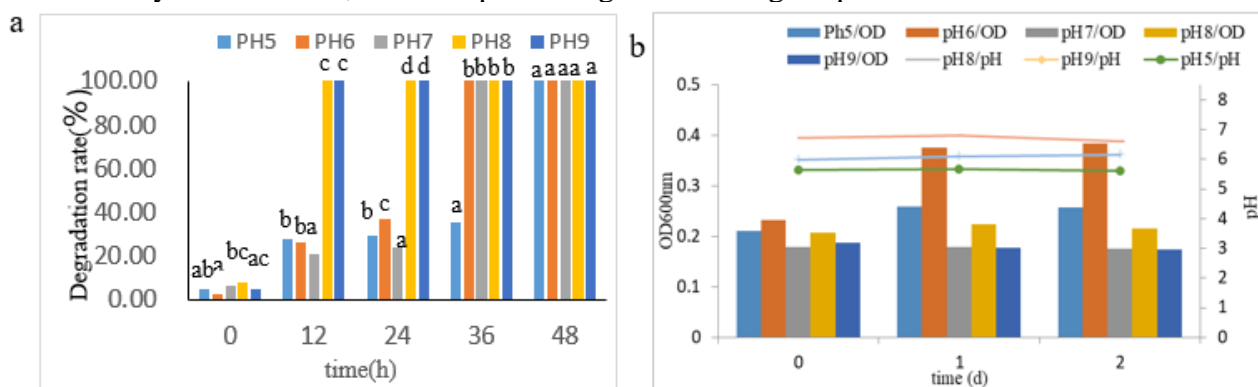 a
PH5 PH6 PH7 PH8 PH9
c c d d b b b b a a a a a
100.00
80.00
60.00
40.00
20.00
0.00
Degradation rate(%)
ab a bc ac
b b a
b c a
a
0 12 24 36 48
time(h)
b
Ph5/OD pH6/OD pH7/OD pH8/OD
pH9/OD pH8/pH pH9/pH pH5/pH
0.5
0.4
0.3
0.2
0.1
0
OD600nm
8
7
6
5
4
3
2
1
0
pH
0 1 2
time (d)